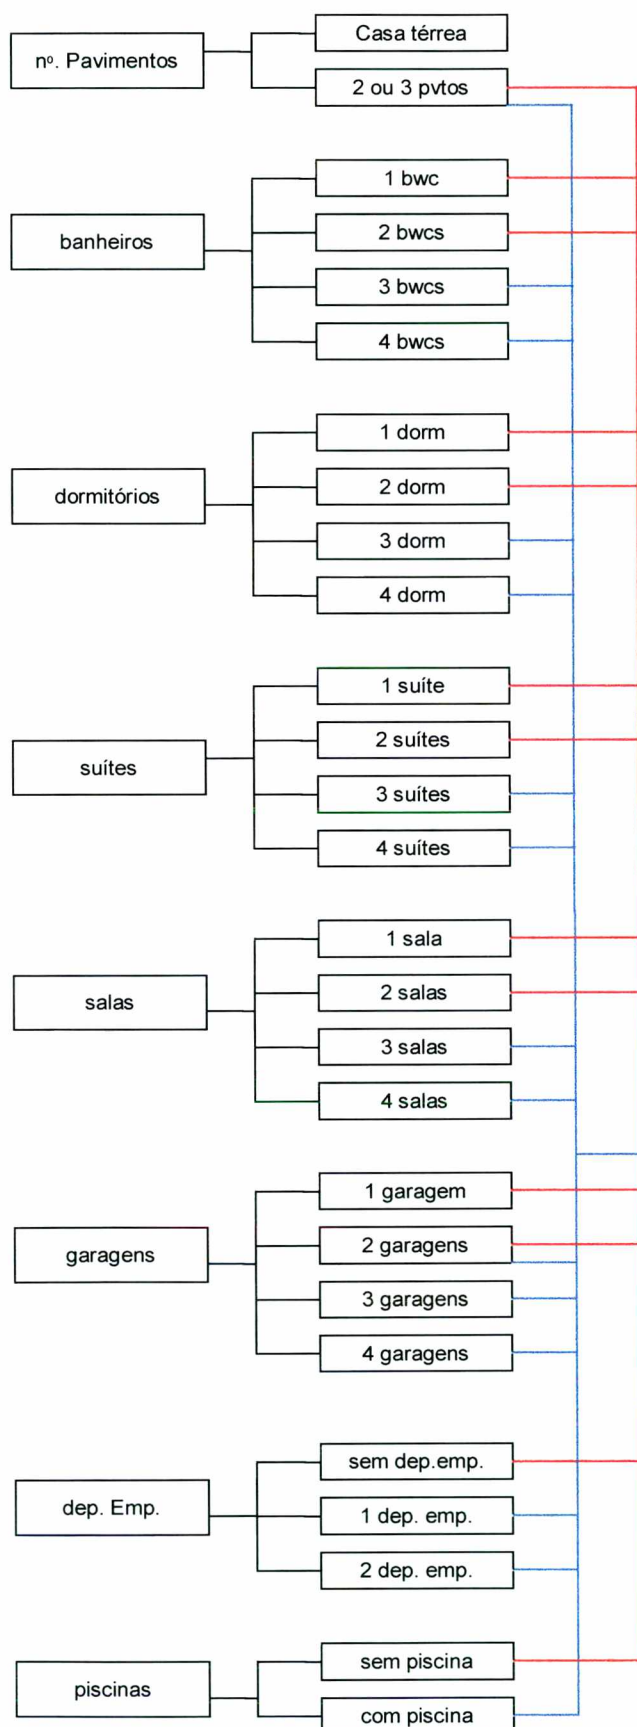 nº. Pavimentos
Casa térrea
2 ou 3 pvtos
banheiros
1 bwc
2 bwcs
3 bwcs
4 bwcs
dormitórios
1 dorm
2 dorm
3 dorm
4 dorm
suítes
1 suíte
2 suítes
3 suítes
4 suítes
salas
1 sala
2 salas
3 salas
4 salas
garagens
1 garagem
2 garagens
3 garagens
4 garagens
dep. Emp.
sem dep.emp.
1 dep. emp.
2 dep. emp.
piscinas
sem piscina
com piscina